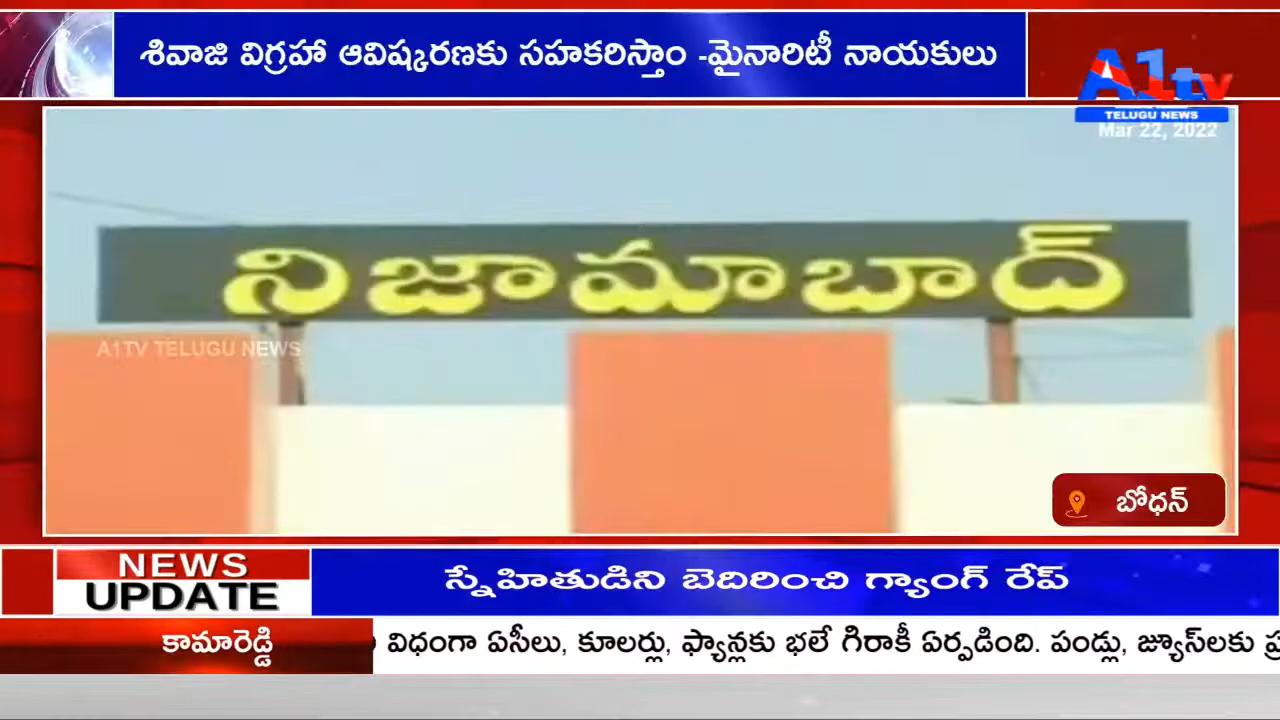 శివాజి విగ్రహా ఆవిష్కరణకు సహకరిస్తాం -మైనారిటీ నాయకులు
A1tv
TELUGU NEWS
Mar 22, 2022
నిజామాబాద్
A1TV TELUGU NEWS
బోధన్
NEWS
UPDATE
స్నేహితుడిని బెదిరించి గ్యాంగ్ రేప్
కామారెడ్డి
విధంగా ఏసీలు, కూలర్లు, ఫ్యాన్లకు భలే గిరాకీ ఏర్పడింది. పండ్లు, జ్యూస్‌లకు